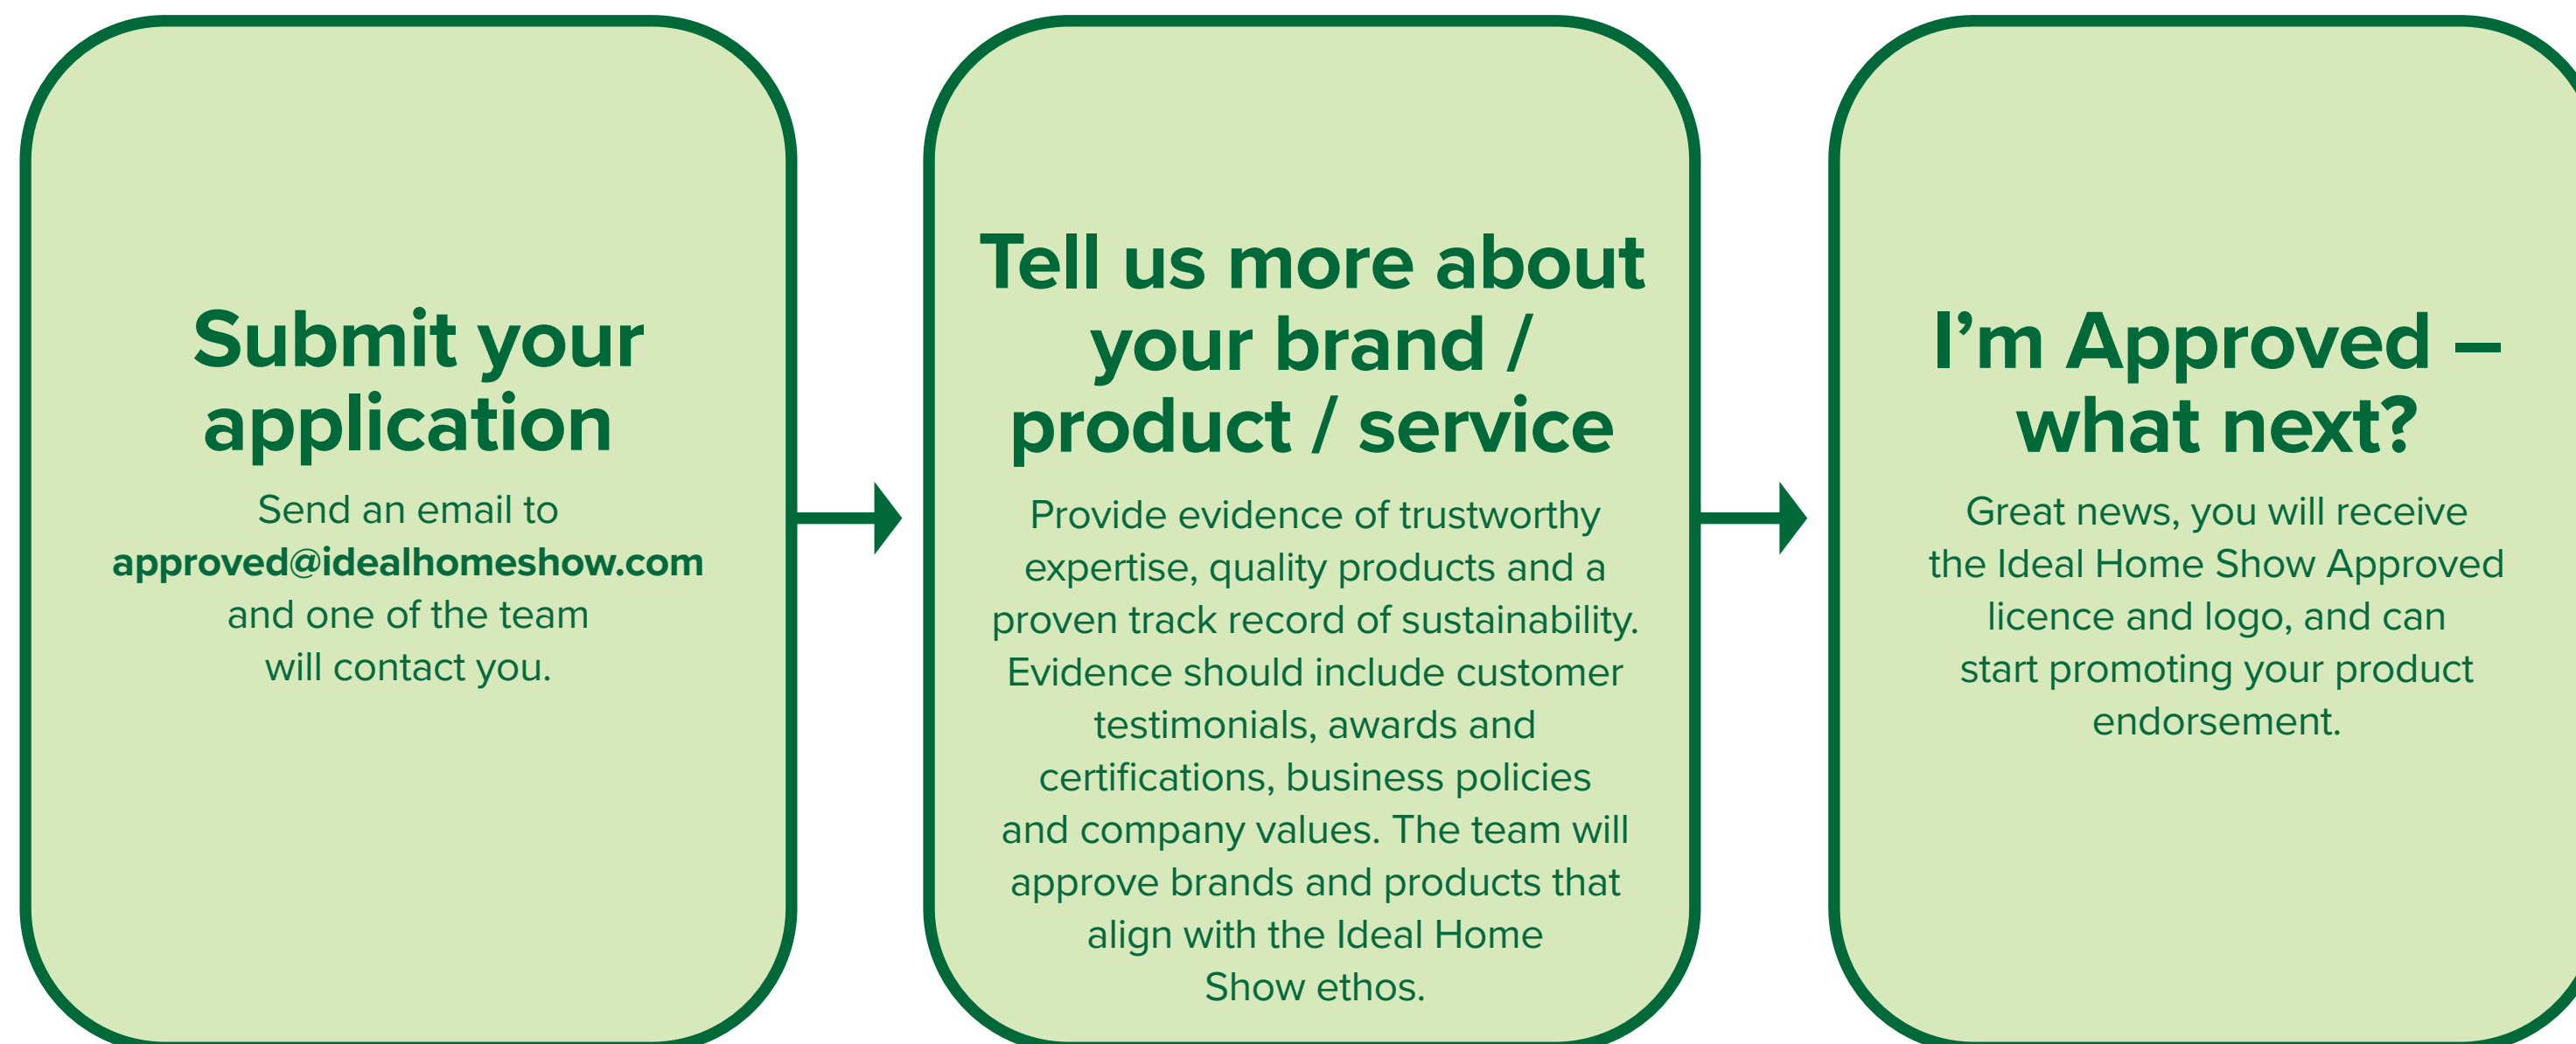 Submit your
application
Send an email to
approved@idealhomeshow.com
and one of the team
will contact you.
Tell us more about
your brand /
product / service
Provide evidence of trustworthy
expertise, quality products and a
proven track record of sustainability.
Evidence should include customer
testimonials, awards and
certifications, business policies
and company values. The team will
approve brands and products that
align with the Ideal Home
Show ethos.
I’m Approved –
what next?
Great news, you will receive
the Ideal Home Show Approved
licence and logo, and can
start promoting your product
endorsement.